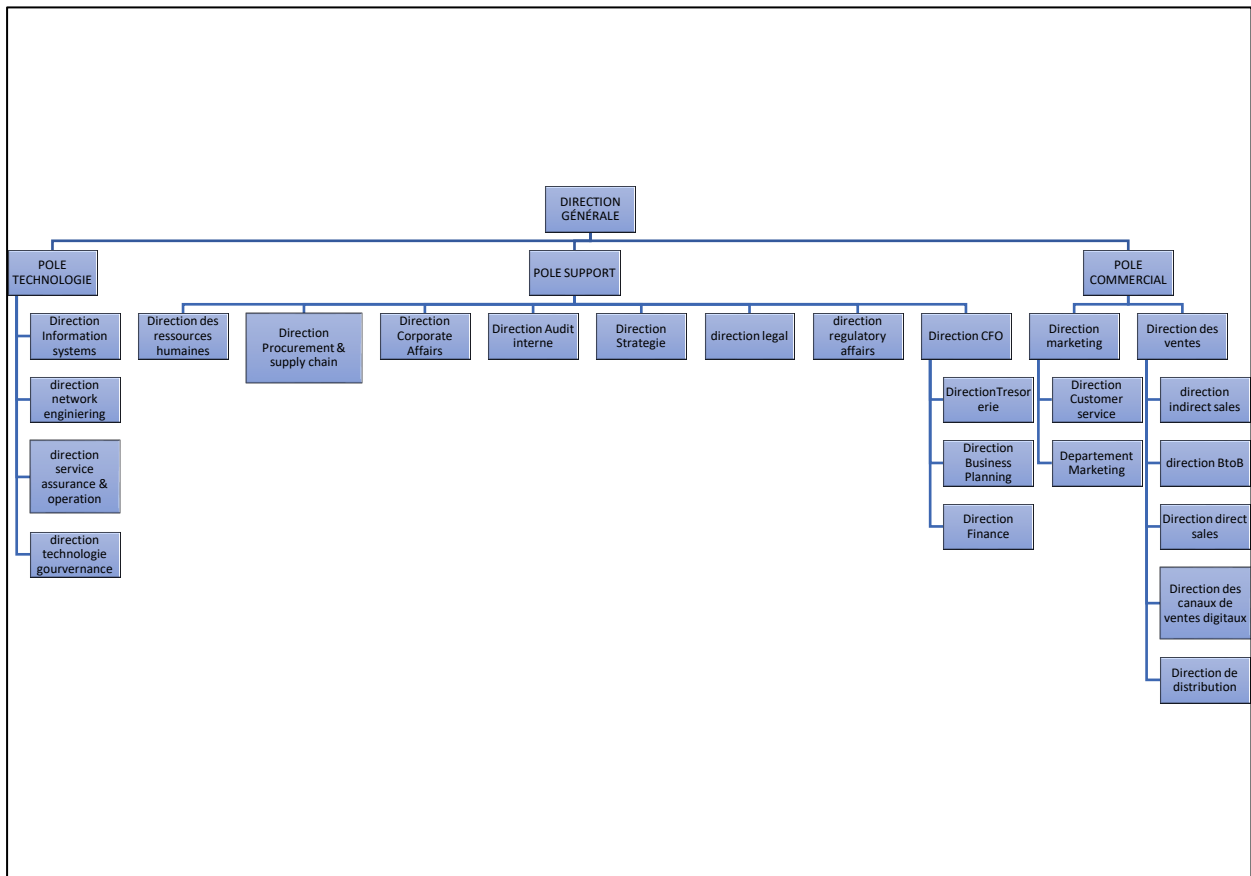 DIRECTION
GÉNÉRALE
POLE
TECHNOLOGIE
POLE SUPPORT
POLE
COMMERCIAL
Direction
Information
systems
direction
network
enginiering
direction
service
assurance &
operation
direction
technologie
gourvernance
Direction des
ressources
humaines
Direction
Procurement &
supply chain
Direction
Corporate
Affairs
Direction Audit
interne
Direction
Strategie
direction legal
direction
regulatory
affairs
Direction CFO
DirectionTresor
erie
Direction
Business
Planning
Direction
Finance
Direction
marketing
Direction
Customer
service
Departement
Marketing
Direction des
ventes
direction
indirect sales
direction BtoB
Direction direct
sales
Direction des
canaux de
ventes digitaux
Direction de
distribution